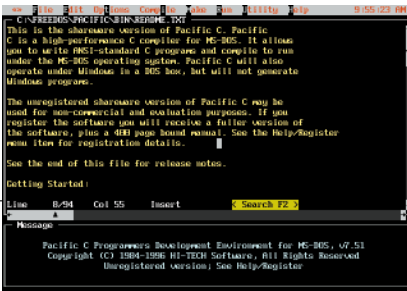 <> File Edit Options Compile Make Run Utility Help 9:55:23 AM
C:\FREEDOS\PACIFIC\BIN\README.TXT
This is the shareware version of Pacific C. Pacific
C is a high-performance C compiler for MS-DOS. It allows
you to write ANSI-standard C programs and compile to run
under the MS-DOS operating system. Pacific C will also
operate under Windows in a DOS box, but will not generate
Windows programs.
The unregistered shareware version of Pacific C may be
used for non-commercial and evaluation purposes. If you
register the software you will receive a fuller version of
the software, plus a 400 page bound manual. See the Help/Register
menu item for registration details.
See the end of this file for release notes.
Getting Started:
Line 8/94 Col 55 Insert < Search F2 >
Message
Pacific C Programmers Development Environment for MS-DOS, v7.51
Copyright (C) 1984-1996 HI-TECH Software, All Rights Reserved
Unregistered version; See Help/Register